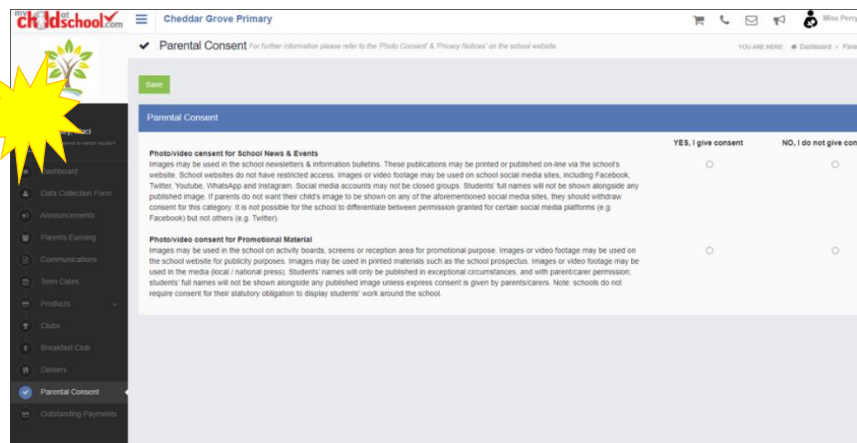 my child at school.com
Cheddar Grove Primary
Miss Perry
Parental Consent For further information please refer to the 'Photo Consent' & 'Privacy Notices' on the school website.
YOU ARE HERE: Dashboard > Pare
Save
Parental Consent
YES, I give consent NO, I do not give con
Photo/video consent for School News & Events
Images may be used in the school newsletters & information bulletins. These publications may be printed or published on-line via the school's
website. School websites do not have restricted access. Images or video footage may be used on school social media sites, including Facebook,
Twitter, Youtube, WhatsApp and Instagram. Social media accounts may not be closed groups. Students' full names will not be shown alongside any
published image. If parents do not want their child's image to be shown on any of the aforementioned social media sites, they should withdraw
consent for this category. It is not possible for the school to differentiate between permission granted for certain social media platforms (e.g.
Facebook) but not others (e.g. Twitter).
Photo/video consent for Promotional Material
Images may be used in the school on activity boards, screens or reception area for promotional purpose. Images or video footage may be used on
the school website for publicity purposes. Images may be used in printed materials such as the school prospectus. Images or video footage may be
used in the media (local / national press). Students' names will only be published in exceptional circumstances, and with parent/carer permission;
students' full names will not be shown alongside any published image unless express consent is given by parents/carers. Note: schools do not
require consent for their statutory obligation to display students' work around the school.
Dashboard
Data Collection Form
Announcements
Parents Evening
Communications
Term Dates
Products
Clubs
Breakfast Club
Dinners
Parental Consent
Outstanding Payments